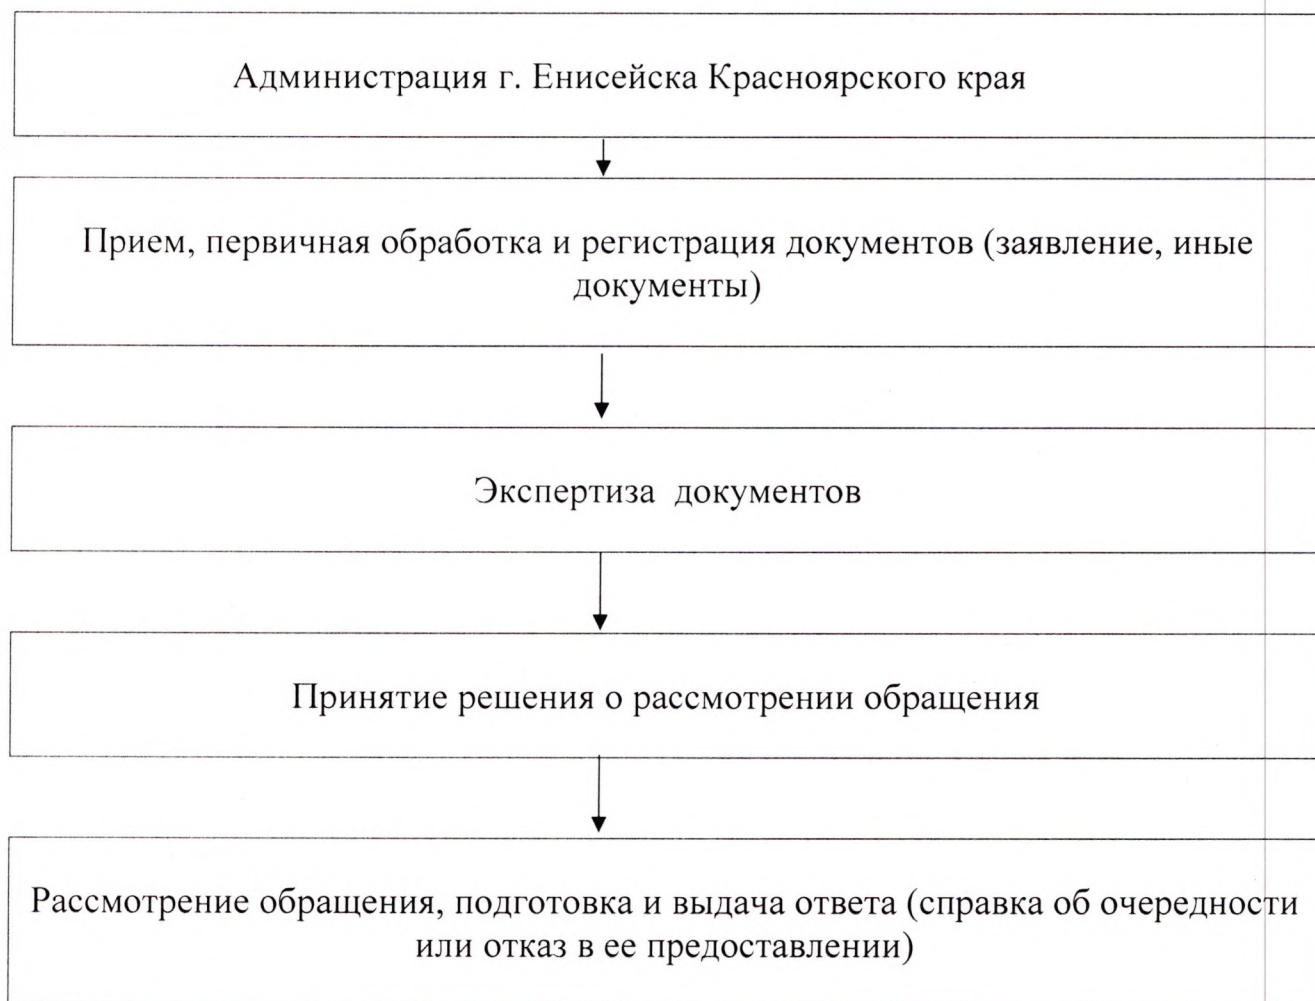 Администрация г. Енисейска Красноярского края
Прием, первичная обработка и регистрация документов (заявление, иные
документы)
Экспертиза документов
Принятие решения о рассмотрении обращения
Рассмотрение обращения, подготовка и выдача ответа (справка об очередности
или отказ в ее предоставлении)